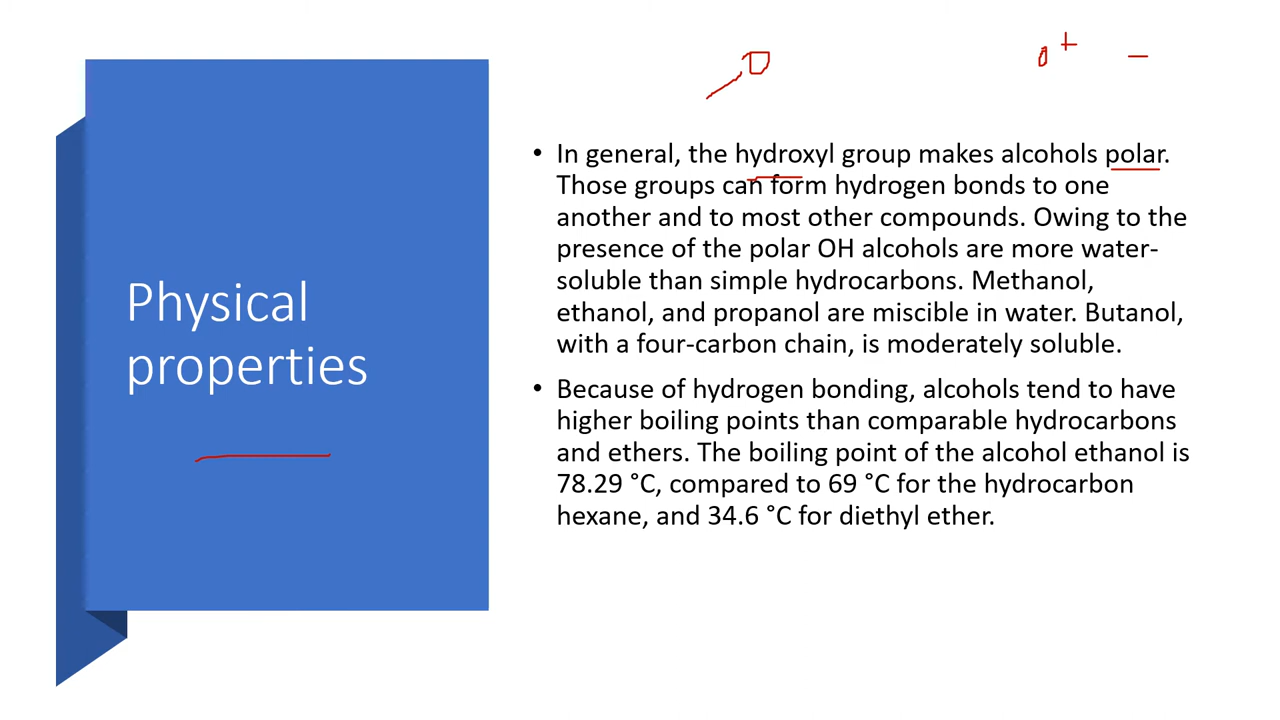 Physical
properties
• In general, the hydroxyl group makes alcohols polar.
Those groups can form hydrogen bonds to one
another and to most other compounds. Owing to the
presence of the polar OH alcohols are more water-
soluble than simple hydrocarbons. Methanol,
ethanol, and propanol are miscible in water. Butanol,
with a four-carbon chain, is moderately soluble.
• Because of hydrogen bonding, alcohols tend to have
higher boiling points than comparable hydrocarbons
and ethers. The boiling point of the alcohol ethanol is
78.29 °C, compared to 69 °C for the hydrocarbon
hexane, and 34.6 °C for diethyl ether.